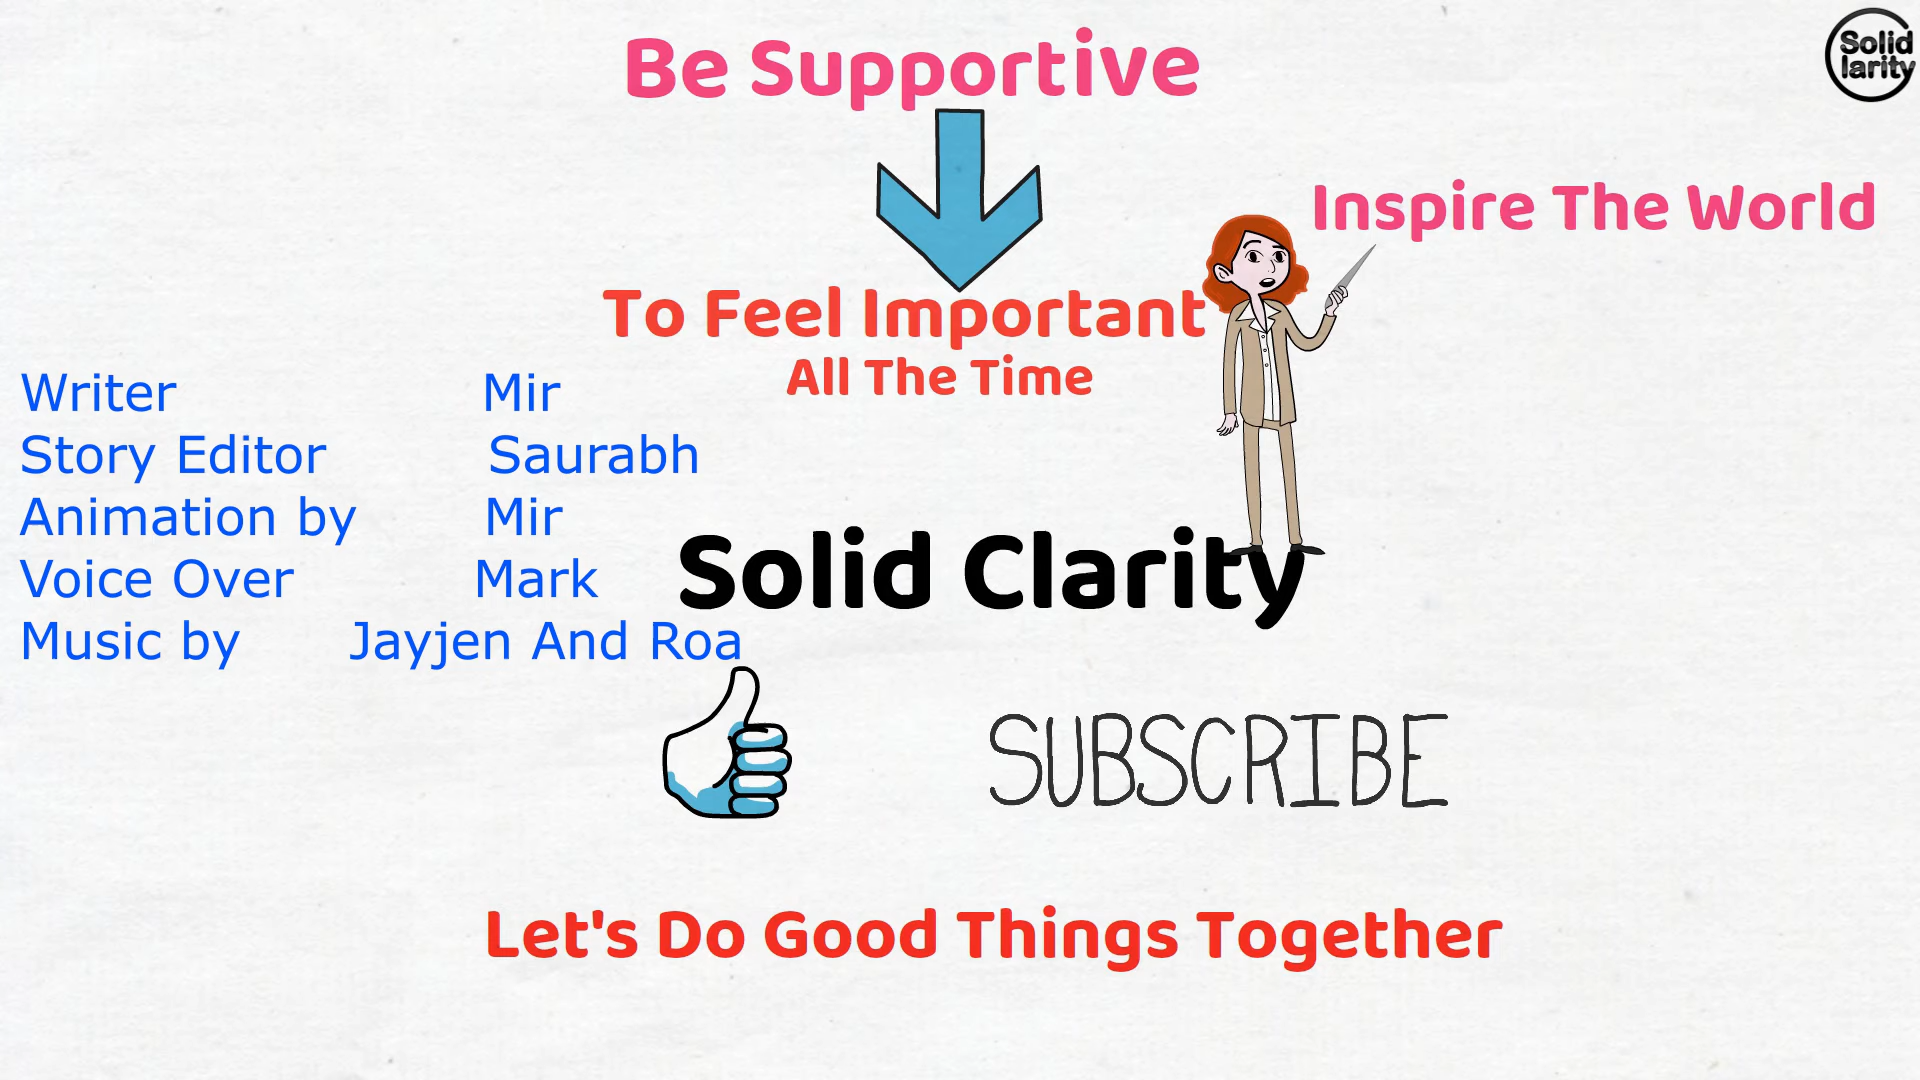 Be Supportive
Solid
larity
Inspire The World
To Feel Important
All The Time
Writer Mir
Story Editor Saurabh
Animation by Mir
Voice Over Mark
Music by Jayjen And Roa
Solid Clarity
SUBSCRIBE
Let's Do Good Things Together